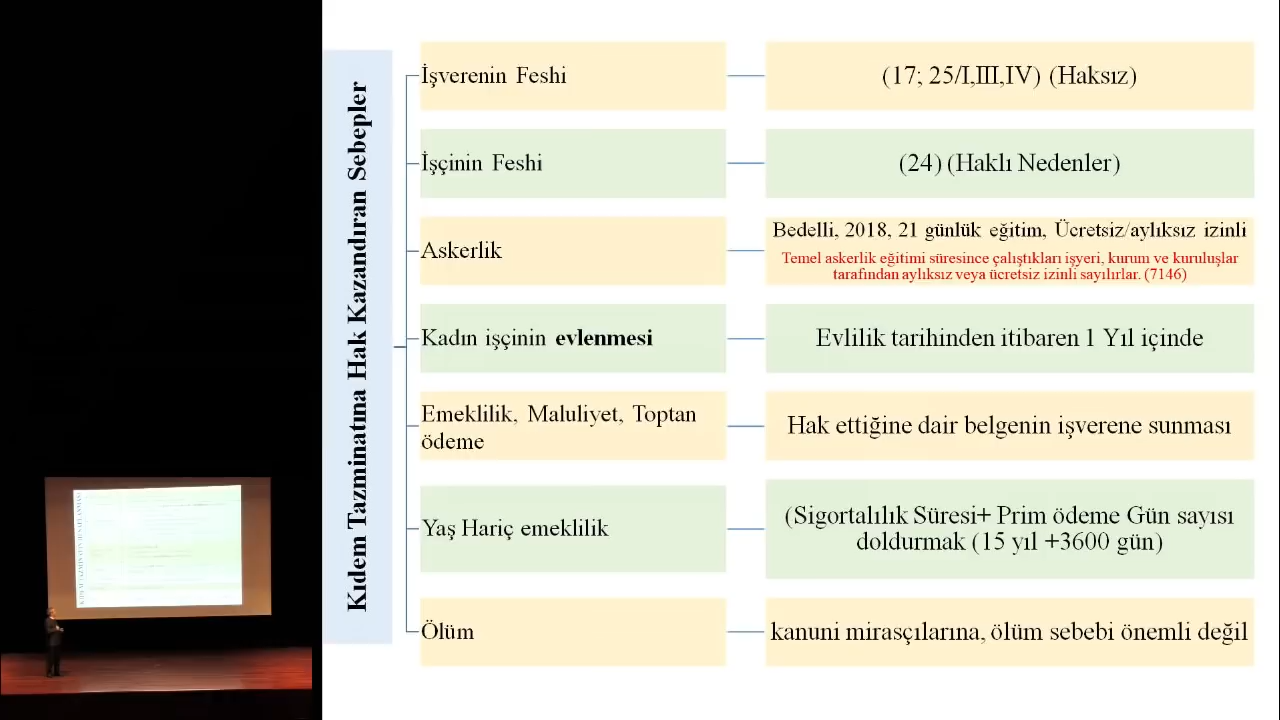 Kıdem Tazminatına Hak Kazandıran Sebepler
İşverenin Feshi
(17; 25/I,III,IV) (Haksız)
İşçinin Feshi
(24) (Haklı Nedenler)
Askerlik
Bedelli, 2018, 21 günlük eğitim, Ücretsiz/aylıksız izinli
Temel askerlik eğitimi süresince çalıştıkları işyeri, kurum ve kuruluşlar
tarafından aylıksız veya ücretsiz izinli sayılırlar. (7146)
Kadın işçinin evlenmesi
Evlilik tarihinden itibaren 1 Yıl içinde
Emeklilik, Maluliyet, Toptan
ödeme
Hak ettiğine dair belgenin işverene sunması
Yaş Hariç emeklilik
(Sigortalılık Süresi+ Prim ödeme Gün sayısı
doldurmak (15 yıl +3600 gün)
Ölüm
kanuni mirasçılarına, ölüm sebebi önemli değil